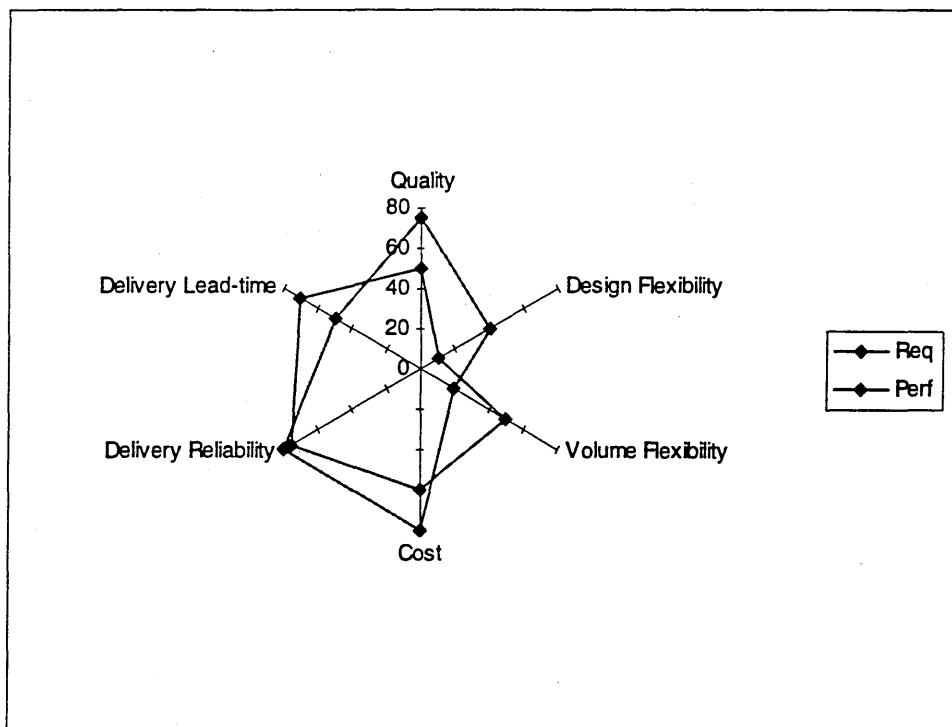 Quality
80
60
40
20
0
Delivery Lead-time
Design Flexibility
Req
Perf
Delivery Reliability
Volume Flexibility
Cost